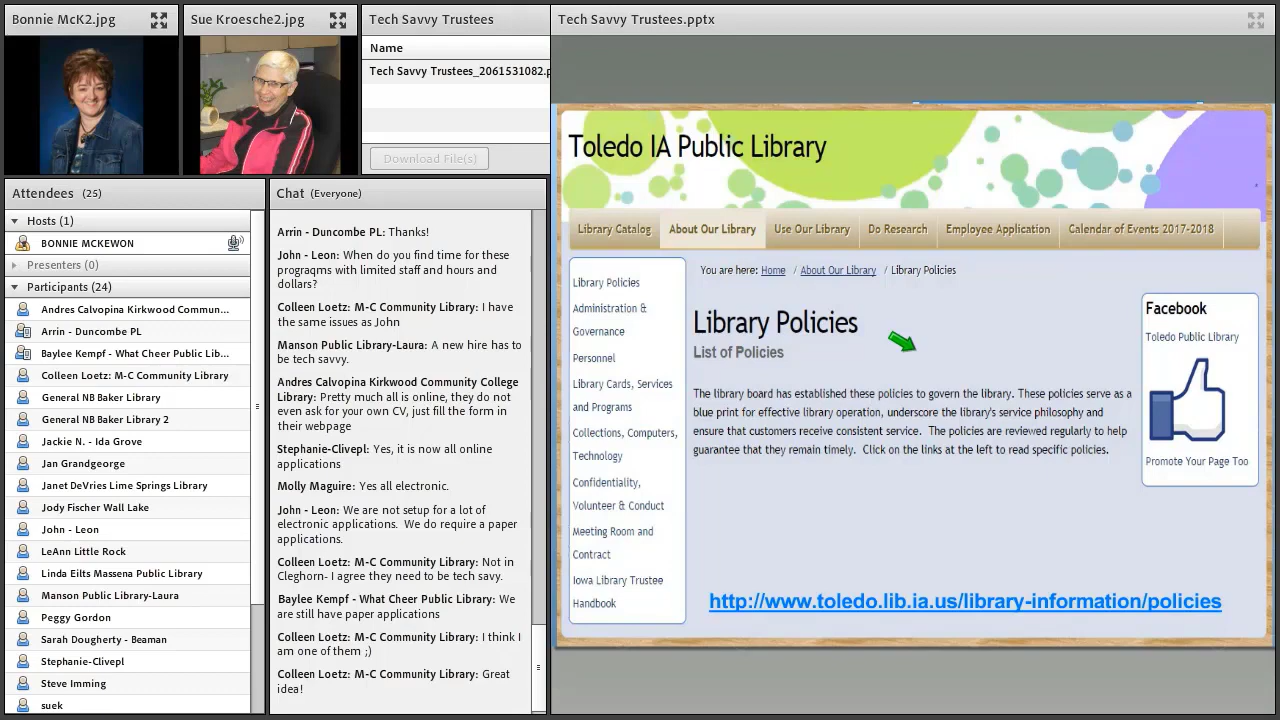 Bonnie McK2.jpg
Sue Kroesche2.jpg
Tech Savvy Trustees
Name
Tech Savvy Trustees_2061531082.p
Download File(s)
Attendees (25)
Hosts (1)
BONNIE MCKEWON
Presenters (0)
Participants (24)
Andres Calvopina Kirkwood Commun...
Arrin - Duncombe PL
Baylee Kempf - What Cheer Public Lib...
Colleen Loetz: M-C Community Library
General NB Baker Library
General NB Baker Library 2
Jackie N. - Ida Grove
Jan Grandgeorge
Janet DeVries Lime Springs Library
Jody Fischer Wall Lake
John - Leon
LeAnn Little Rock
Linda Eilts Massena Public Library
Manson Public Library-Laura
Peggy Gordon
Sarah Dougherty - Beaman
Stephanie-Clivepl
Steve Imming
suek
Chat (Everyone)
Arrin - Duncombe PL: Thanks!
John - Leon: When do you find time for these
prograqms with limited staff and hours and
dollars?
Colleen Loetz: M-C Community Library: I have
the same issues as John
Manson Public Library-Laura: A new hire has to
be tech savvy.
Andres Calvopina Kirkwood Community College
Library: Pretty much all is online, they do not
even ask for your own CV, just fill the form in
their webpage
Stephanie-Clivepl: Yes, it is now all online
applications
Molly Maguire: Yes all electronic.
John - Leon: We are not setup for a lot of
electronic applications.  We do require a paper
applications.
Colleen Loetz: M-C Community Library: Not in
Cleghorn- I agree they need to be tech savy.
Baylee Kempf - What Cheer Public Library: We
are still have paper applications
Colleen Loetz: M-C Community Library: I think I
am one of them ;)
Colleen Loetz: M-C Community Library: Great
idea!
Tech Savvy Trustees.pptx
Toledo IA Public Library
Library Catalog
About Our Library
Use Our Library
Do Research
Employee Application
Calendar of Events 2017-2018
Library Policies
Administration &
Governance
Personnel
Library Cards, Services
and Programs
Collections, Computers,
Technology
Confidentiality,
Volunteer & Conduct
Meeting Room and
Contract
Iowa Library Trustee
Handbook
You are here: Home / About Our Library / Library Policies
Library Policies
List of Policies
The library board has established these policies to govern the library. These policies serve as a
blue print for effective library operation, underscore the library's service philosophy and
ensure that customers receive consistent service.  The policies are reviewed regularly to help
guarantee that they remain timely.  Click on the links at the left to read specific policies.
Facebook
Toledo Public Library
Promote Your Page Too
http://www.toledo.lib.ia.us/library-information/policies